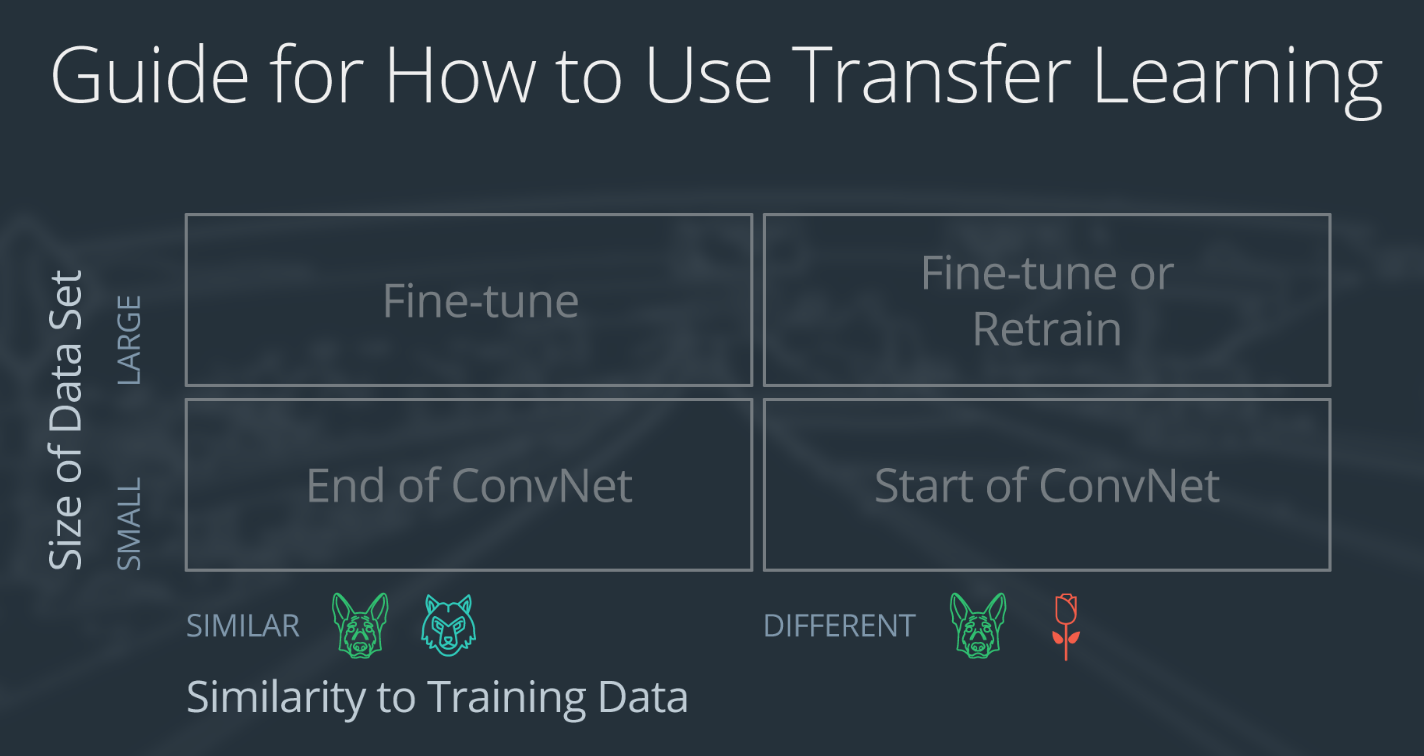 Guide for How to Use Transfer Learning
Size of Data Set
LARGE
Fine-tune
Fine-tune or
Retrain
SMALL
End of ConvNet
Start of ConvNet
SIMILAR
DIFFERENT
Similarity to Training Data